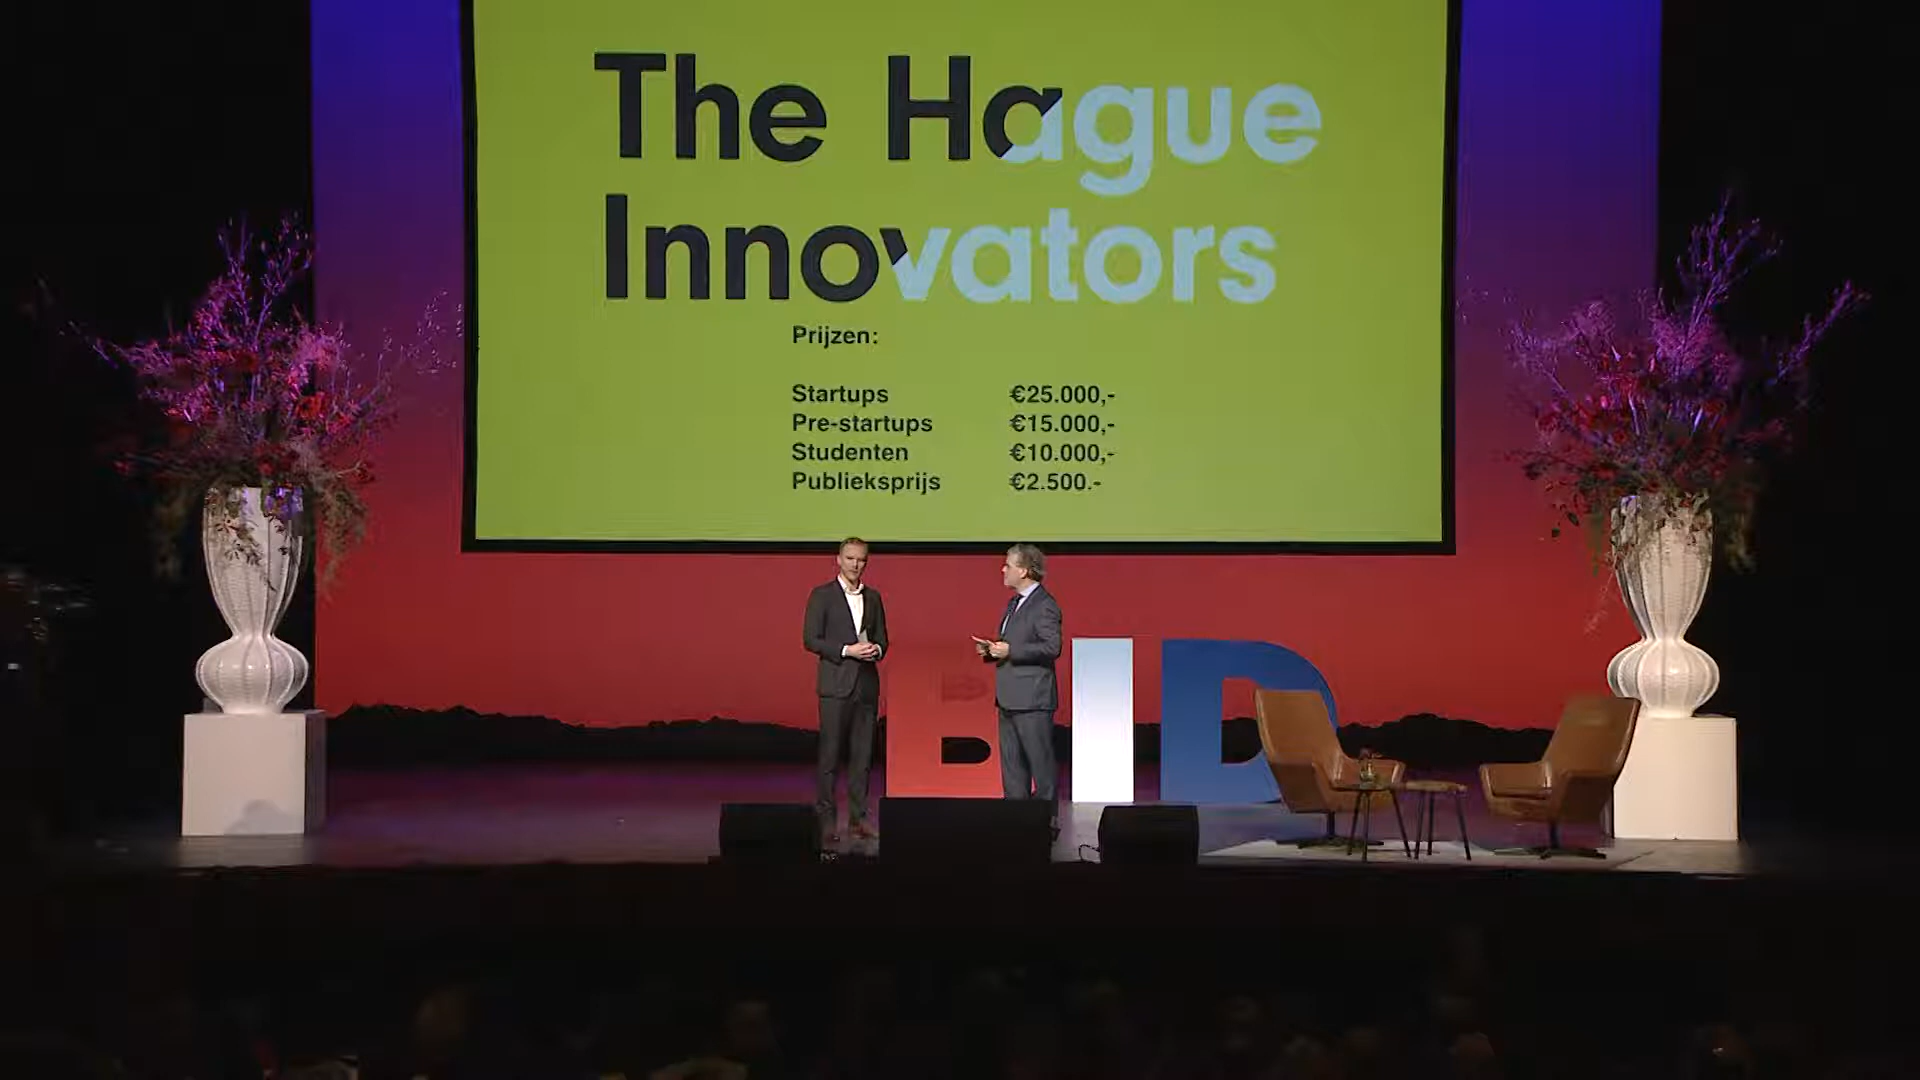 The Hague
Innovators
Prijzen:
Startups €25.000,-
Pre-startups €15.000,-
Studenten €10.000,-
Publieksprijs €2.500.-
BID